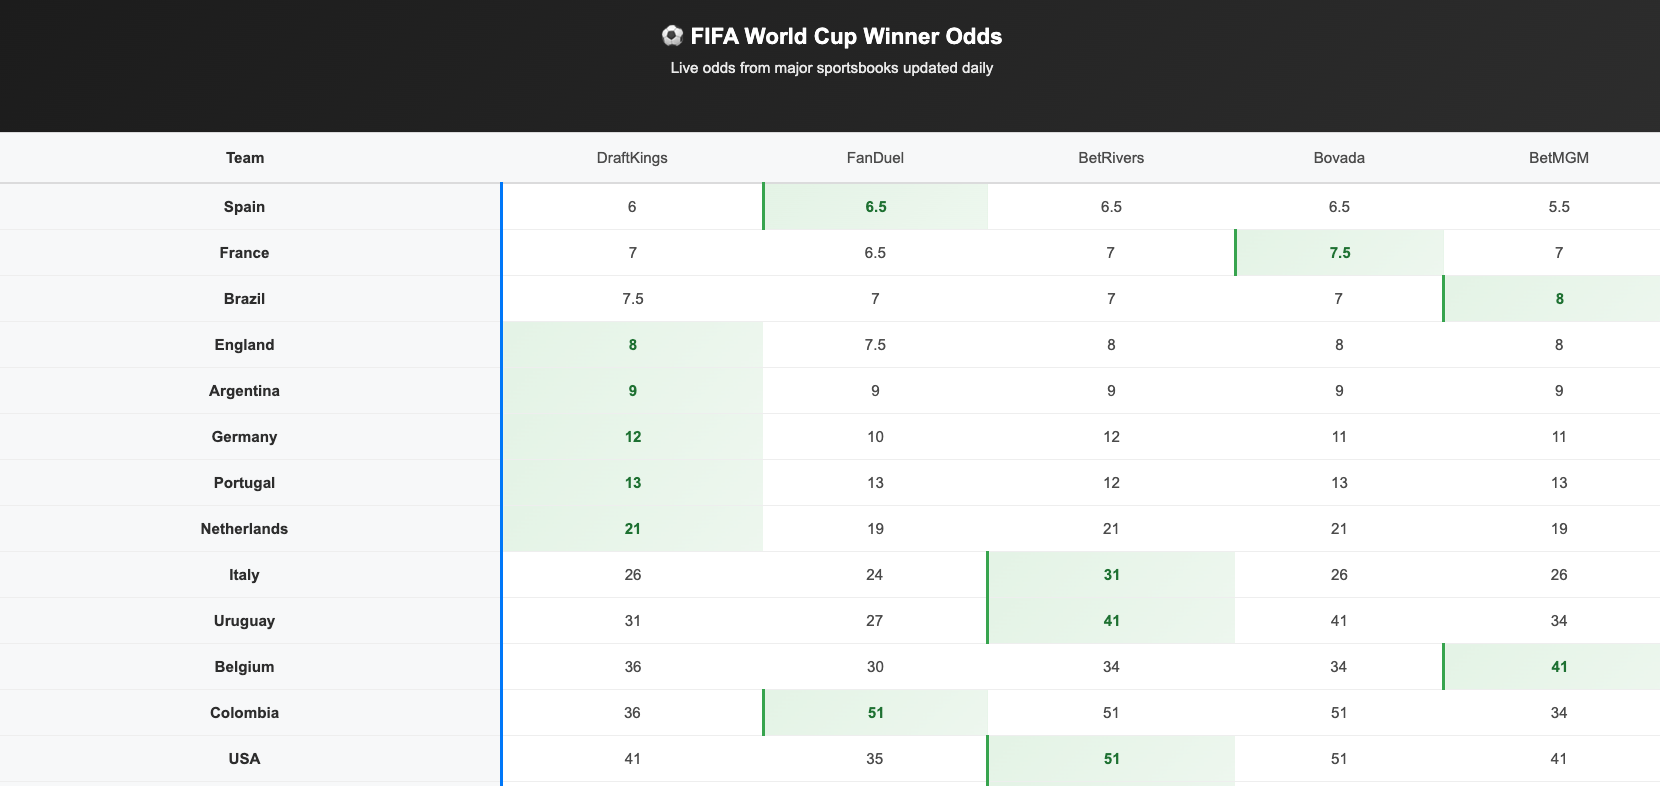 ⚽ FIFA World Cup Winner Odds
Live odds from major sportsbooks updated daily
Team DraftKings FanDuel BetRivers Bovada BetMGM
Spain 6 6.5 6.5 6.5 5.5
France 7 6.5 7 7.5 7
Brazil 7.5 7 7 7 8
England 8 7.5 8 8 8
Argentina 9 9 9 9 9
Germany 12 10 12 11 11
Portugal 13 13 12 13 13
Netherlands 21 19 21 21 19
Italy 26 24 31 26 26
Uruguay 31 27 41 41 34
Belgium 36 30 34 34 41
Colombia 36 51 51 51 34
USA 41 35 51 51 41